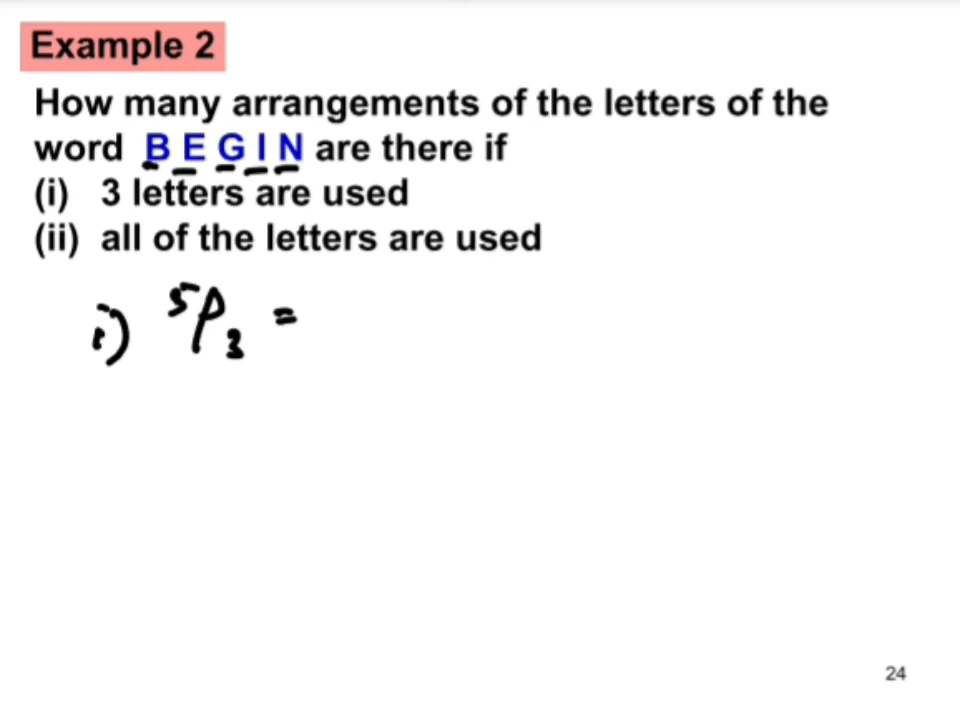 Example 2
How many arrangements of the letters of the
word B E G I N are there if
(i) 3 letters are used
(ii) all of the letters are used
i) ⁵P₃ =
24